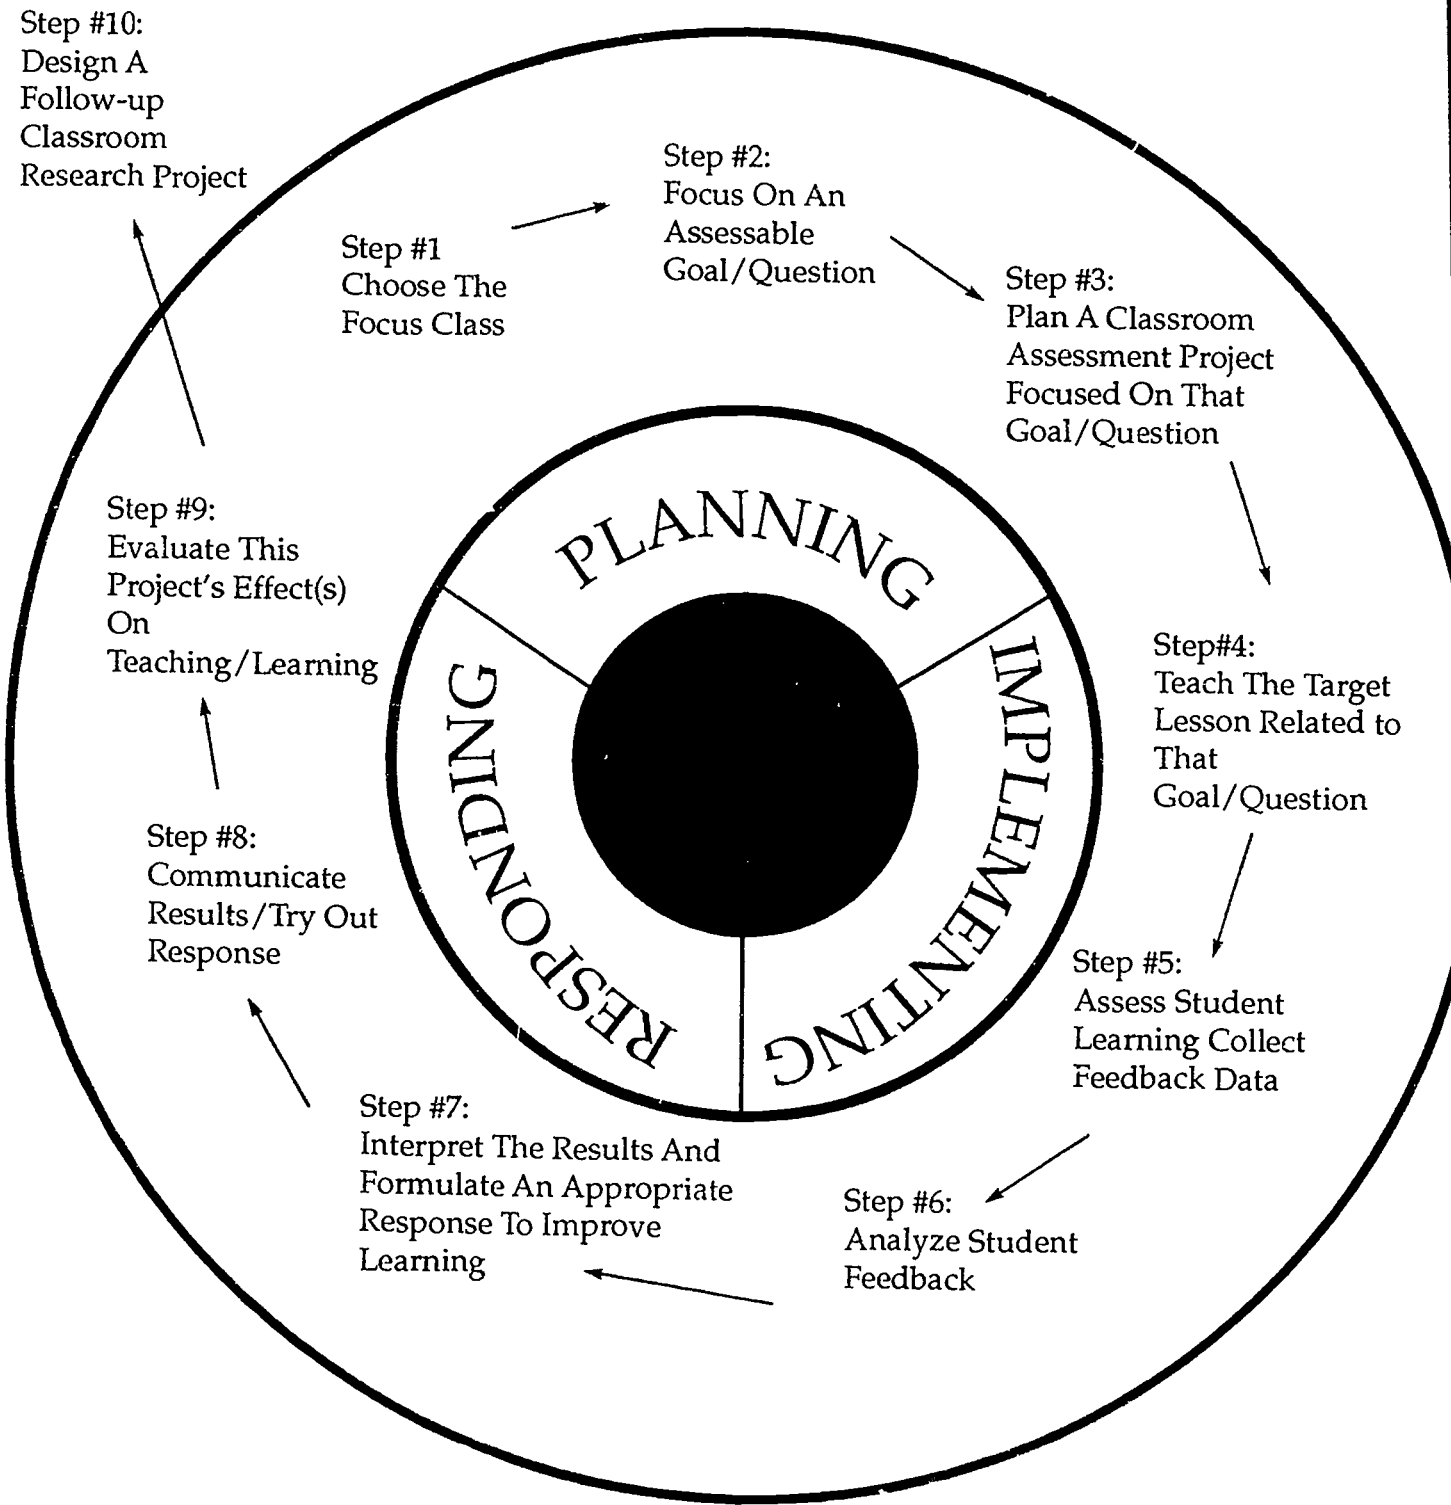 Step #10:
Design A
Follow-up
Classroom
Research Project
Step #1
Choose The
Focus Class
Step #2:
Focus On An
Assessable
Goal/Question
Step #3:
Plan A Classroom
Assessment Project
Focused On That
Goal/Question
Step#4:
Teach The Target
Lesson Related to
That
Goal/Question
Step #5:
Assess Student
Learning Collect
Feedback Data
Step #6:
Analyze Student
Feedback
Step #7:
Interpret The Results And
Formulate An Appropriate
Response To Improve
Learning
Step #8:
Communicate
Results/Try Out
Response
Step #9:
Evaluate This
Project's Effect(s)
On
Teaching/Learning
PLANNING
IMPLEMENTING
RESPONDING